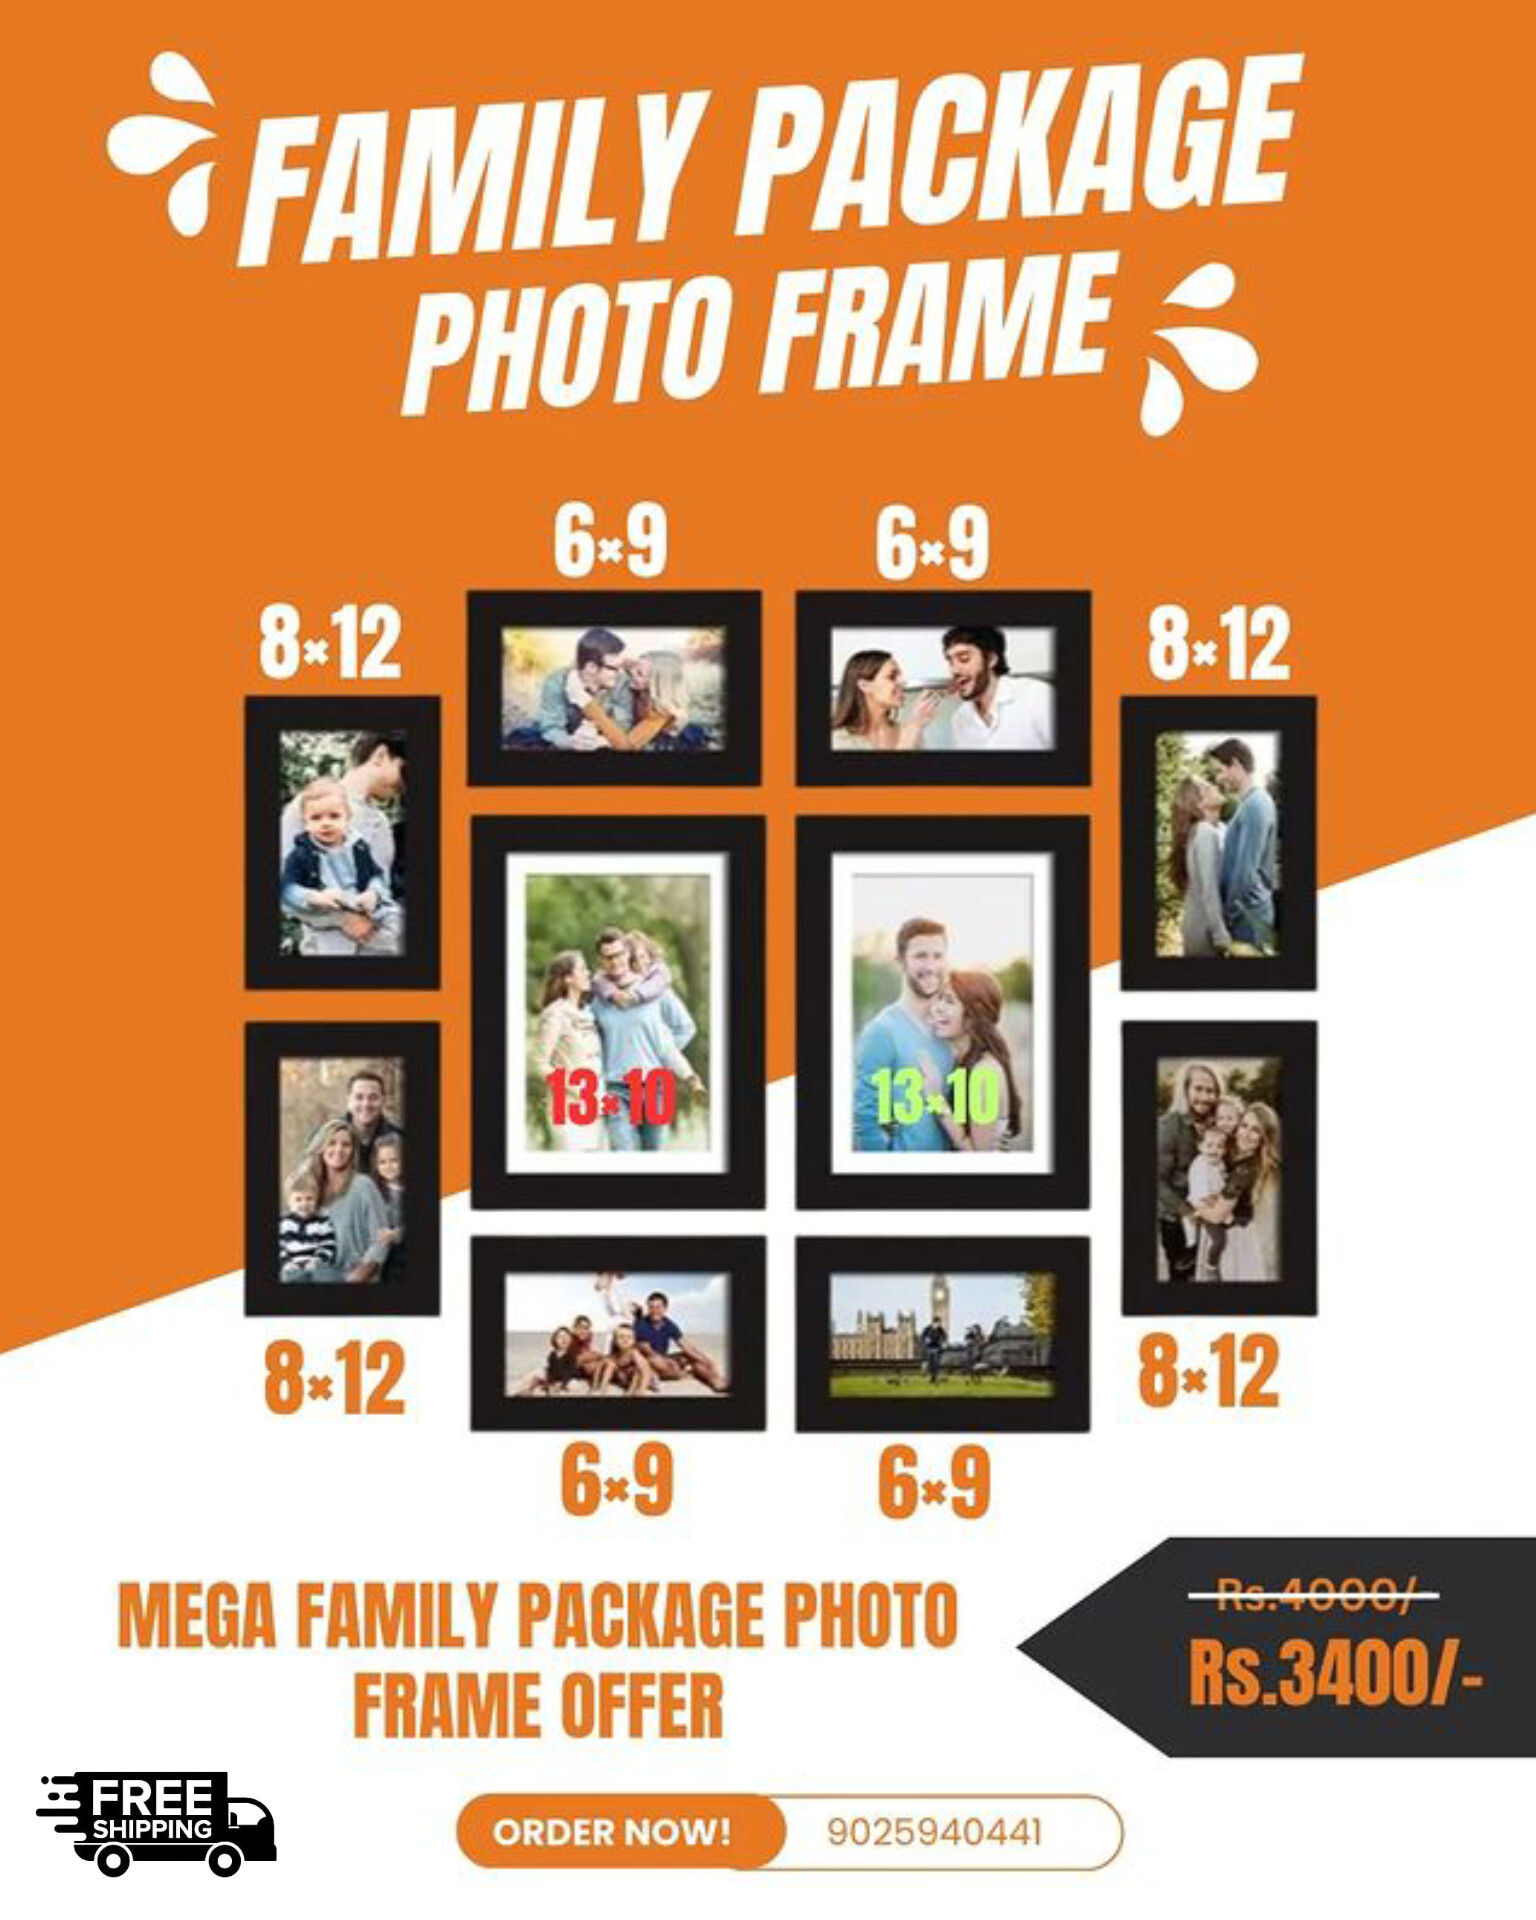 FAMILY PACKAGE
PHOTO FRAME
6×9
6×9
8×12
8×12
13×10
13×10
8×12
8×12
6×9
6×9
MEGA FAMILY PACKAGE PHOTO
FRAME OFFER
Rs.4000/-
Rs.3400/-
FREE
SHIPPING
ORDER NOW!
9025940441